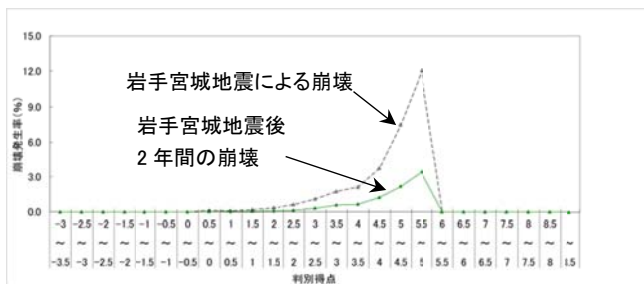 15.0
12.0
9.0
6.0
3.0
0.0
崩壊発生率(%)
岩手宮城地震による崩壊
岩手宮城地震後
2 年間の崩壊
-3 -2.5 -2 -1.5 -1 -0.5 0 0.5 1 1.5 2 2.5 3 3.5 4 4.5 5 5.5 6 6.5 7 7.5 8 8.5
~ ~ ~ ~ ~ ~ ~ ~ ~ ~ ~ ~ ~ ~ ~ ~ ~ ~ ~ ~ ~ ~ ~ ~ ~
-3.5 -3 -2.5 -2 -1.5 -1 -0.5 0 0.5 1 1.5 2 2.5 3 3.5 4 4.5 5 5.5 6 6.5 7 7.5 8
判別得点